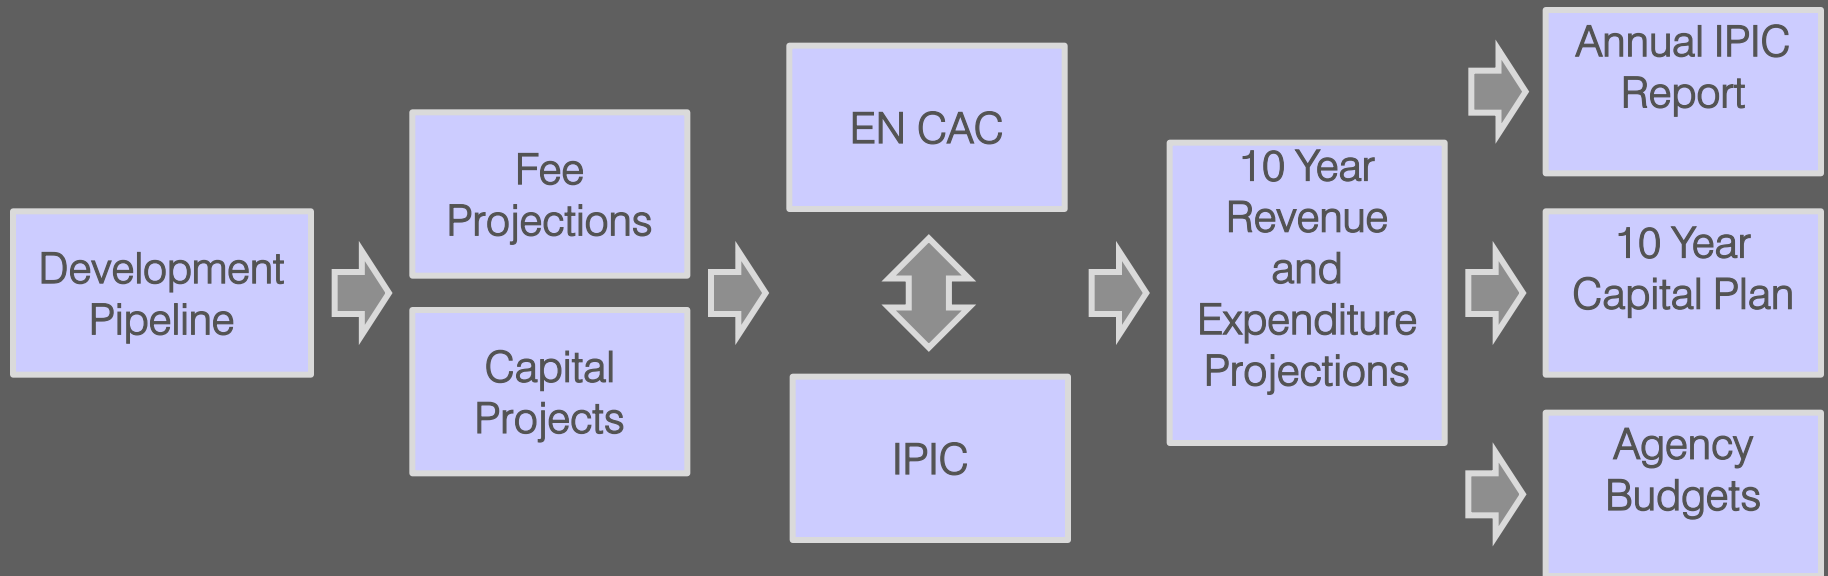 Development
Pipeline
Fee
Projections
Capital
Projects
EN CAC
IPIC
10 Year
Revenue
and
Expenditure
Projections
Annual IPIC
Report
10 Year
Capital Plan
Agency
Budgets